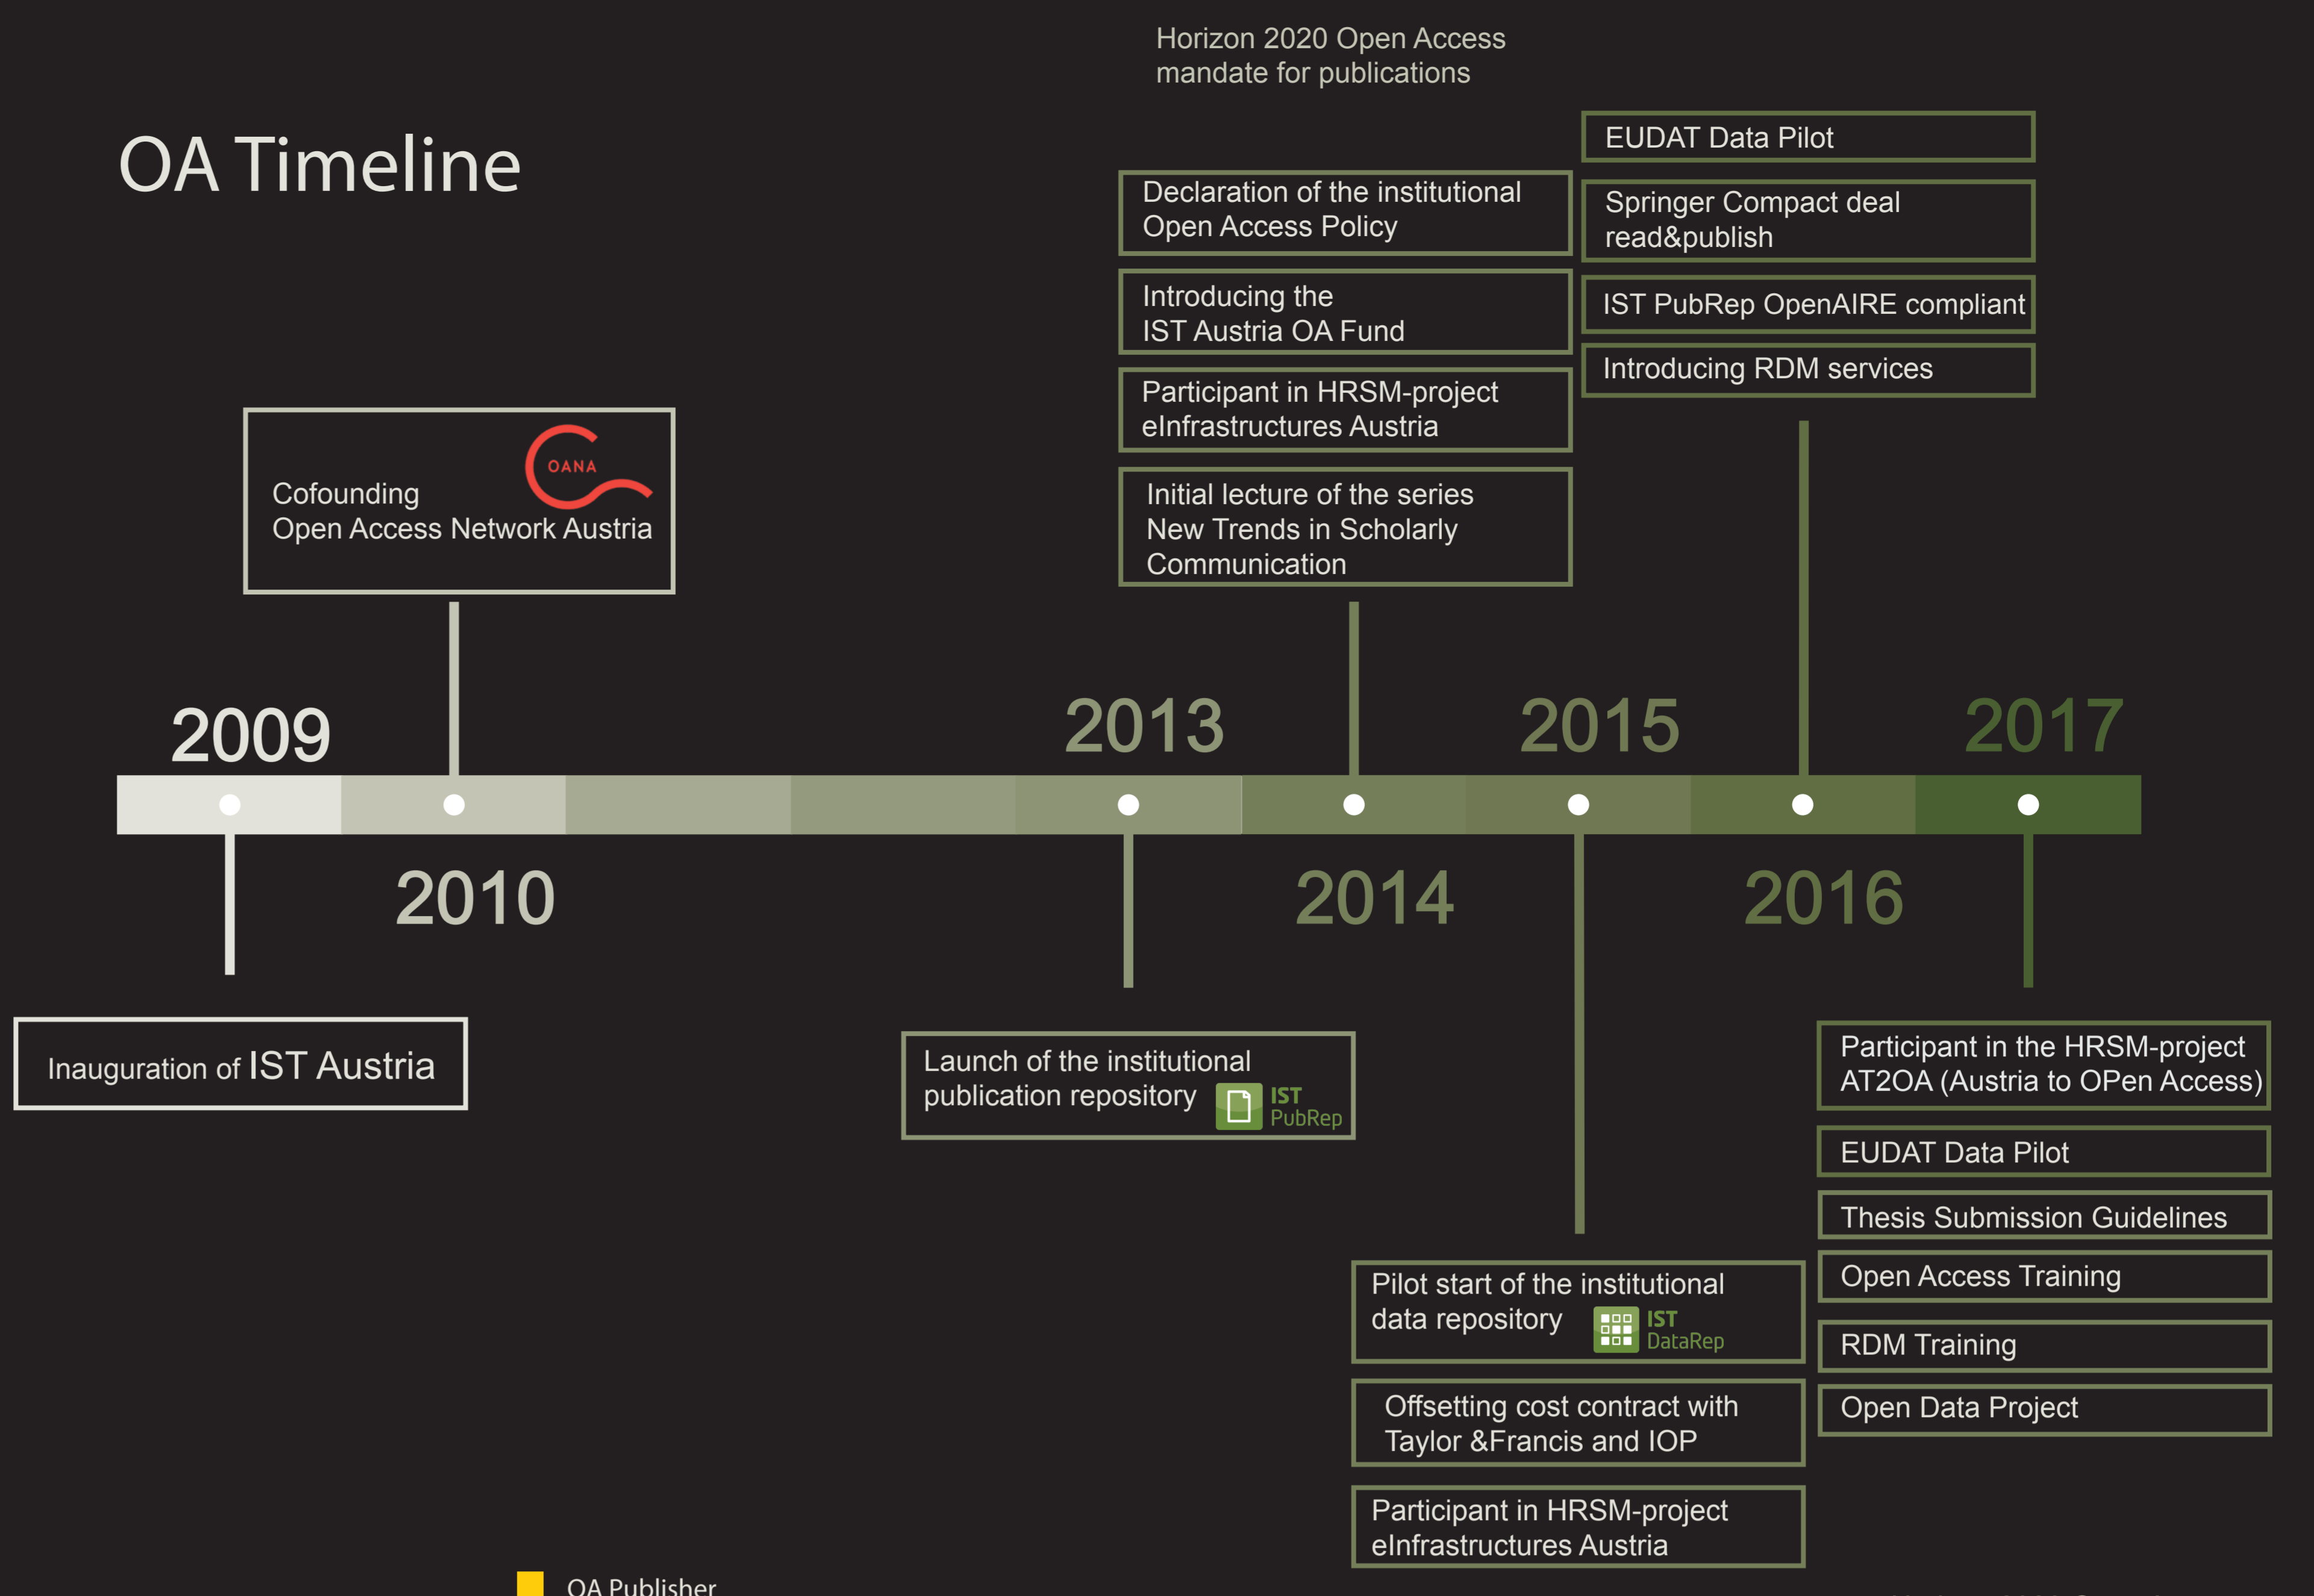 Horizon 2020 Open Access
mandate for publications
OA Timeline
EUDAT Data Pilot
Springer Compact deal
read&publish
IST PubRep OpenAIRE compliant
Introducing RDM services
Declaration of the institutional
Open Access Policy
Introducing the
IST Austria OA Fund
Participant in HRSM-project
eInfrastructures Austria
Initial lecture of the series
New Trends in Scholarly
Communication
OANA
Cofounding
Open Access Network Austria
2009
2013
2015
2017
2010
2014
2016
Inauguration of IST Austria
Launch of the institutional
publication repository
IST
PubRep
Pilot start of the institutional
data repository
IST
DataRep
Offsetting cost contract with
Taylor &Francis and IOP
Participant in HRSM-project
eInfrastructures Austria
Participant in the HRSM-project
AT2OA (Austria to OPen Access)
EUDAT Data Pilot
Thesis Submission Guidelines
Open Access Training
RDM Training
Open Data Project
OA Publisher